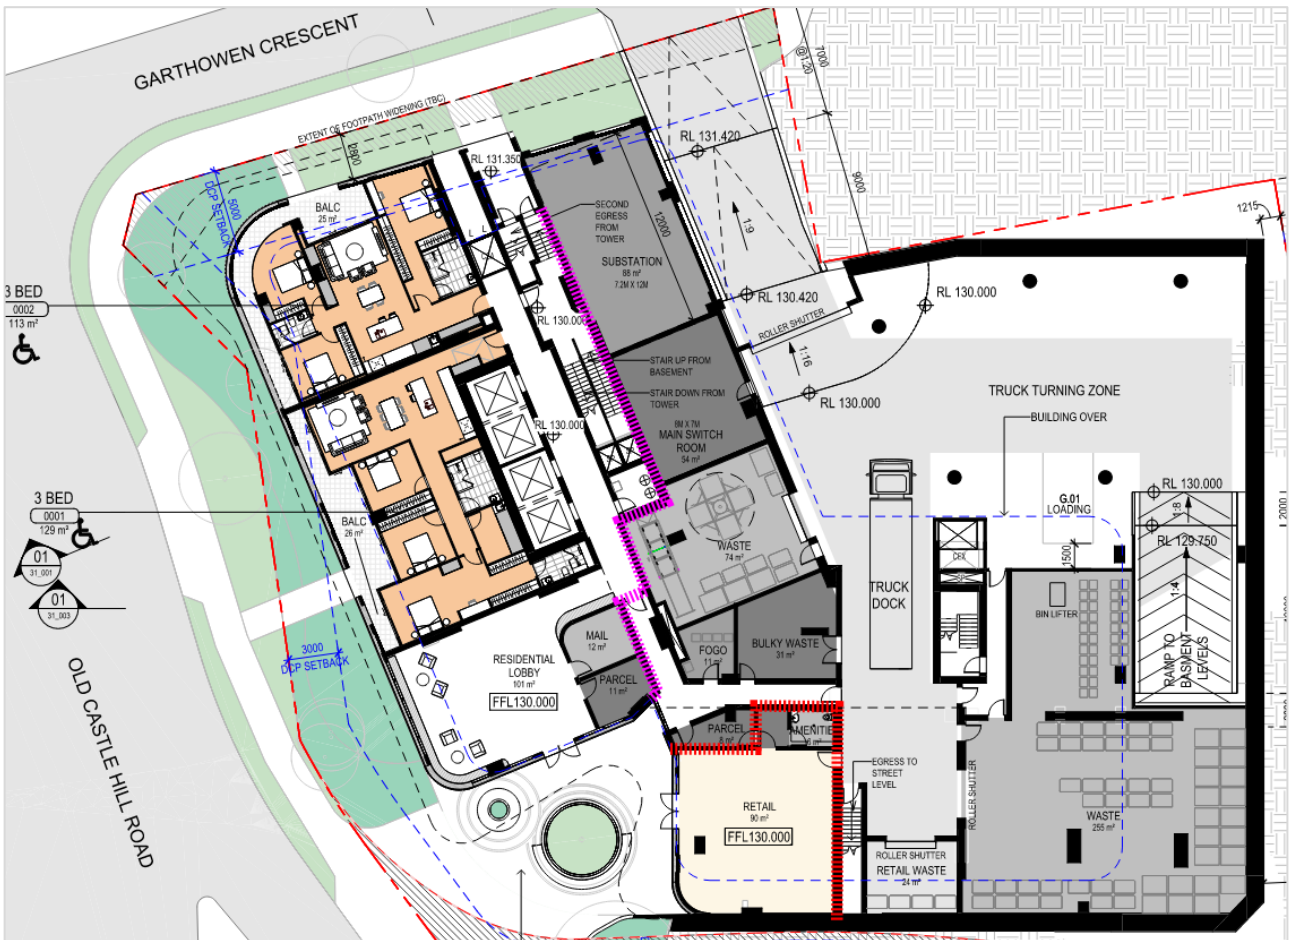 GARTHOWEN CRESCENT
EXTENT OF FOOTPATH WIDENING (TBC)
7000
@1:20
2800
RL 131.350
RL 131.420
9000
5000
DCP SETBACK
BALC
25 m²
SECOND
EGRESS
FROM
TOWER
12000
1:9
1215
SUBSTATION
88 m²
7.2M X 12M
3 BED
0002
113 m²
RL 130.420
RL 130.000
RL 130.000
ROLLER SHUTTER
1:16
STAIR UP FROM
BASEMENT
STAIR DOWN FROM
TOWER
RL 130.000
TRUCK TURNING ZONE
BUILDING OVER
8M X 7M
MAIN SWITCH
ROOM
54 m²
RL 130.000
3 BED
0001
129 m²
BALC
26 m²
RL 130.000
G.01
LOADING
1:8
RL 129.750
1500
WASTE
74 m²
01
31_001
01
31_003
TRUCK
DOCK
BIN LIFTER
1:4
RAMP TO
BASMENT
LEVELS
MAIL
12 m²
FOGO
11 m²
BULKY WASTE
31 m²
3000
DCP SETBACK
RESIDENTIAL
LOBBY
101 m²
FFL130.000
PARCEL
11 m²
OLD CASTLE HILL ROAD
PARCEL
AMENITIE
EGRESS TO
STREET
LEVEL
ROLLER SHUTTER
RETAIL
90 m²
FFL130.000
WASTE
255 m²
ROLLER SHUTTER
RETAIL WASTE
24 m²